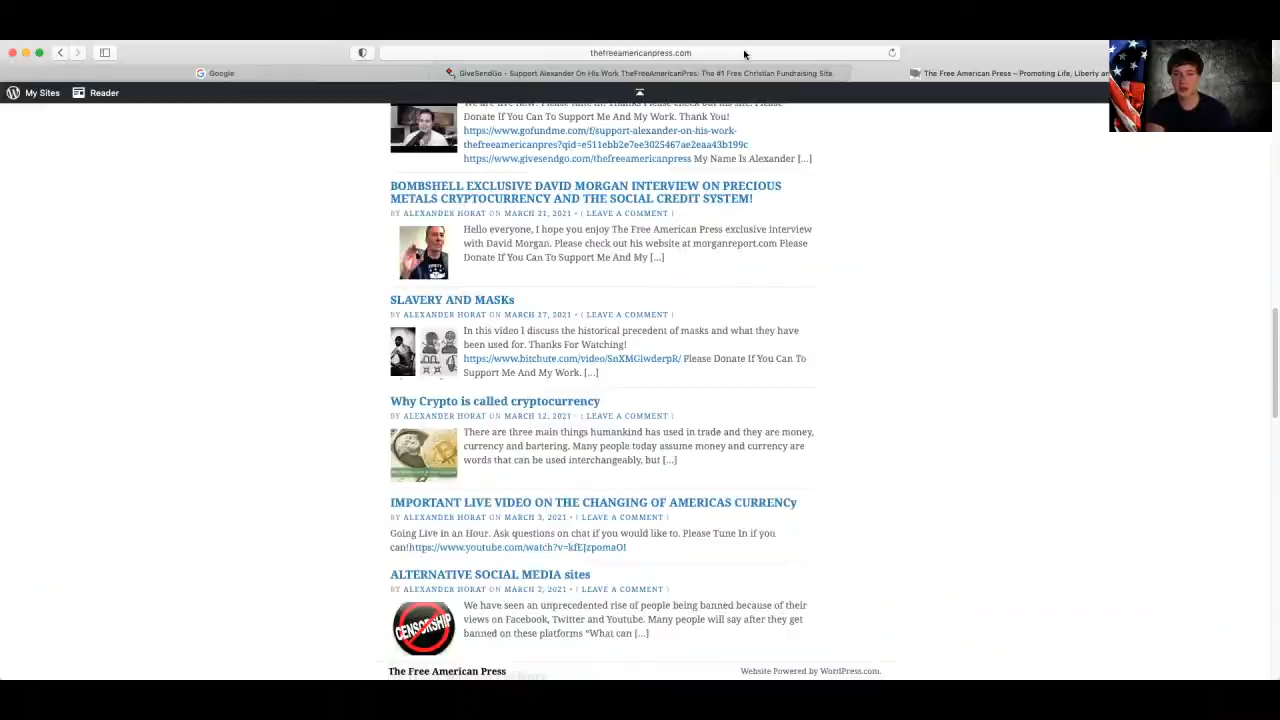 thefreeamericanpress.com
Google
GiveSendGo - Support Alexander On His Work TheFreeAmericanPres: The #1 Free Christian Fundraising Site
The Free American Press – Promoting Life, Liberty
My Sites
Reader
Donate If You Can To Support Me And My Work. Thank You!
https://www.gofundme.com/f/support-alexander-on-his-work-
thefreeamericanpres?qid=e511ebb2e7ee3025467ae2eaa43b199c
https://www.givesendgo.com/thefreeamericanpress My Name Is Alexander [...]
BOMBSHELL EXCLUSIVE DAVID MORGAN INTERVIEW ON PRECIOUS
METALS CRYPTOCURRENCY AND THE SOCIAL CREDIT SYSTEM!
BY ALEXANDER HORAT ON MARCH 21, 2021 • ( LEAVE A COMMENT )
Hello everyone, I hope you enjoy The Free American Press exclusive interview
with David Morgan. Please check out his website at morganreport.com Please
Donate If You Can To Support Me And My [...]
SLAVERY AND MASKs
BY ALEXANDER HORAT ON MARCH 17, 2021 • ( LEAVE A COMMENT )
In this video I discuss the historical precedent of masks and what they have
been used for. Thanks For Watching!
https://www.bitchute.com/video/SnXMGiwderpR/ Please Donate If You Can To
Support Me And My Work. [...]
Why Crypto is called cryptocurrency
BY ALEXANDER HORAT ON MARCH 12, 2021 • ( LEAVE A COMMENT )
There are three main things humankind has used in trade and they are money,
currency and bartering. Many people today assume money and currency are
words that can be used interchangeably, but [...]
IMPORTANT LIVE VIDEO ON THE CHANGING OF AMERICAS CURRENCy
BY ALEXANDER HORAT ON MARCH 3, 2021 • ( LEAVE A COMMENT )
Going Live in an Hour. Ask questions on chat if you would like to. Please Tune In if you
can!https://www.youtube.com/watch?v=kfEJzpomaOI
ALTERNATIVE SOCIAL MEDIA sites
BY ALEXANDER HORAT ON MARCH 2, 2021 • ( LEAVE A COMMENT )
CENSORSHIP
We have seen an unprecedented rise of people being banned because of their
views on Facebook, Twitter and Youtube. Many people will say after they get
banned on these platforms “What can [...]
The Free American Press
Website Powered by WordPress.com.